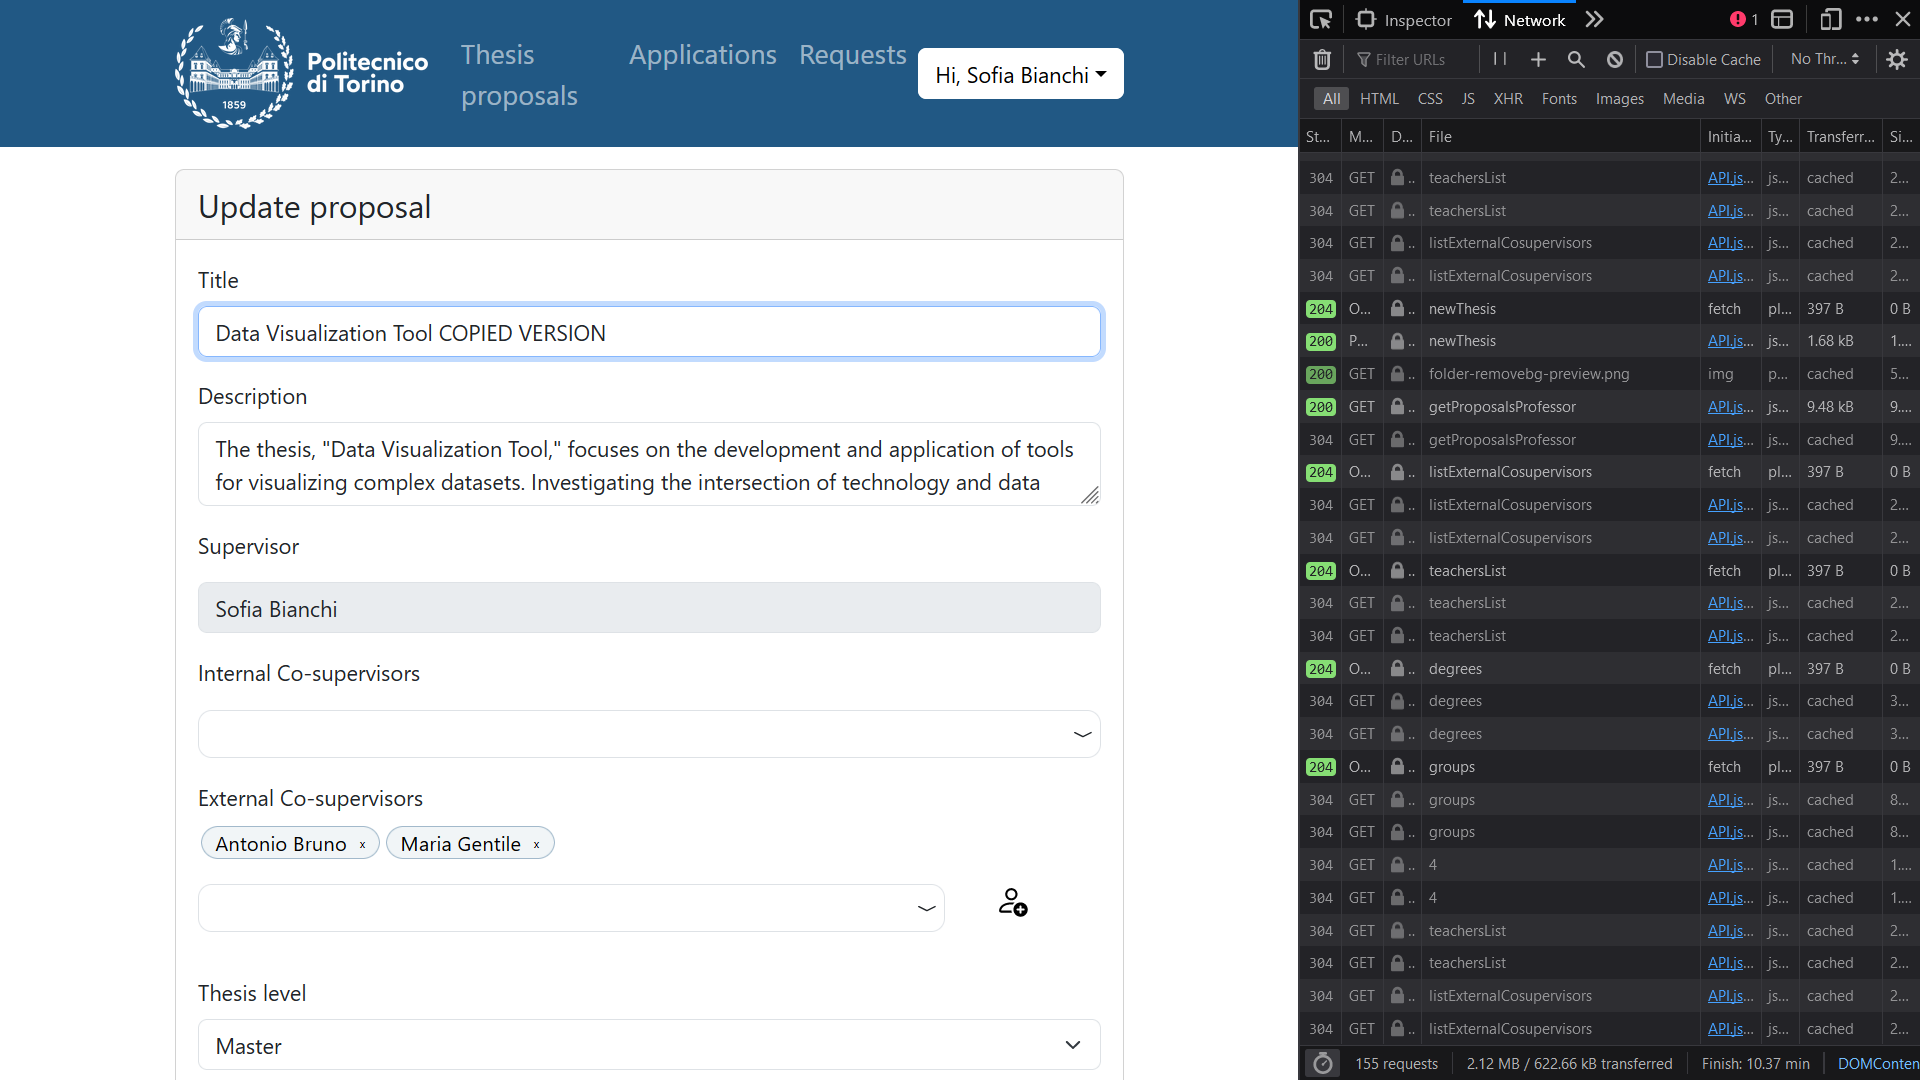 Politecnico
di Torino
1859
Thesis
proposals
Applications
Requests
Hi, Sofia Bianchi
Update proposal
Title
Data Visualization Tool COPIED VERSION
Description
The thesis, "Data Visualization Tool," focuses on the development and application of tools
for visualizing complex datasets. Investigating the intersection of technology and data
Supervisor
Sofia Bianchi
Internal Co-supervisors
External Co-supervisors
Antonio Bruno x Maria Gentile x
Thesis level
Master
Inspector Network 1
Filter URLs Disable Cache No Thr...
All HTML CSS JS XHR Fonts Images Media WS Other
St... M... D... File Initia... Ty... Transferr... Si...
304 GET .. teachersList API.js... js... cached 2...
304 GET .. teachersList API.js... js... cached 2...
304 GET .. listExternalCosupervisors API.js... js... cached 2...
304 GET .. listExternalCosupervisors API.js... js... cached 2...
204 O... .. newThesis fetch pl... 397 B 0 B
200 P... .. newThesis API.js... js... 1.68 kB 1....
200 GET .. folder-removebg-preview.png img p... cached 5...
200 GET .. getProposalsProfessor API.js... js... 9.48 kB 9....
304 GET .. getProposalsProfessor API.js... js... cached 9....
204 O... .. listExternalCosupervisors fetch pl... 397 B 0 B
304 GET .. listExternalCosupervisors API.js... js... cached 2...
304 GET .. listExternalCosupervisors API.js... js... cached 2...
204 O... .. teachersList fetch pl... 397 B 0 B
304 GET .. teachersList API.js... js... cached 2...
304 GET .. teachersList API.js... js... cached 2...
204 O... .. degrees fetch pl... 397 B 0 B
304 GET .. degrees API.js... js... cached 3...
304 GET .. degrees API.js... js... cached 3...
204 O... .. groups fetch pl... 397 B 0 B
304 GET .. groups API.js... js... cached 8...
304 GET .. groups API.js... js... cached 8...
304 GET .. 4 API.js... js... cached 1....
304 GET .. 4 API.js... js... cached 1....
304 GET .. teachersList API.js... js... cached 2...
304 GET .. teachersList API.js... js... cached 2...
304 GET .. listExternalCosupervisors API.js... js... cached 2...
304 GET .. listExternalCosupervisors API.js... js... cached 2...
155 requests 2.12 MB / 622.66 kB transferred Finish: 10.37 min DOMConten